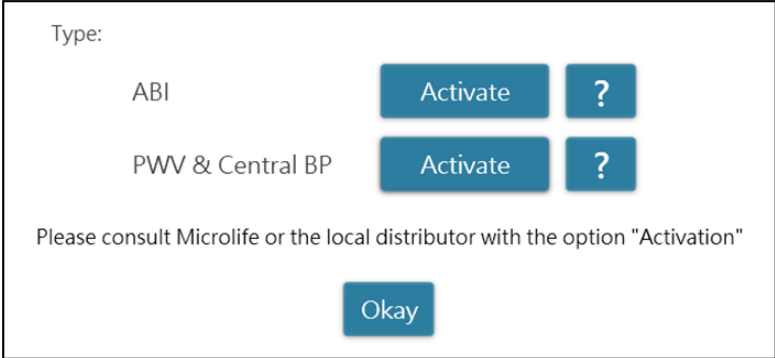 Type:
ABI Activate ?
PWV & Central BP Activate ?
Please consult Microlife or the local distributor with the option "Activation"
Okay